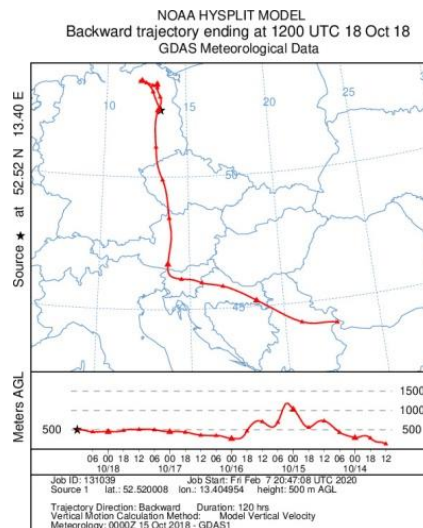 NOAA HYSPLIT MODEL
Backward trajectory ending at 1200 UTC 18 Oct 18
GDAS Meteorological Data
Source ★ at 52.52 N 13.40 E
10 15 20 25 30
50
45
Meters AGL
1500
1000
500 500
06 00 18 12 06 00 18 12 06 00 18 12 06 00 18 12 06 00 18 12
10/18 10/17 10/16 10/15 10/14
Job ID: 131039 Job Start: Fri Feb 7 20:47:08 UTC 2020
Source 1 lat.: 52.520008 lon.: 13.404954 height: 500 m AGL
Trajectory Direction: Backward Duration: 120 hrs
Vertical Motion Calculation Method: Model Vertical Velocity
Meteorology: 0000Z 15 Oct 2018 - GDAS1